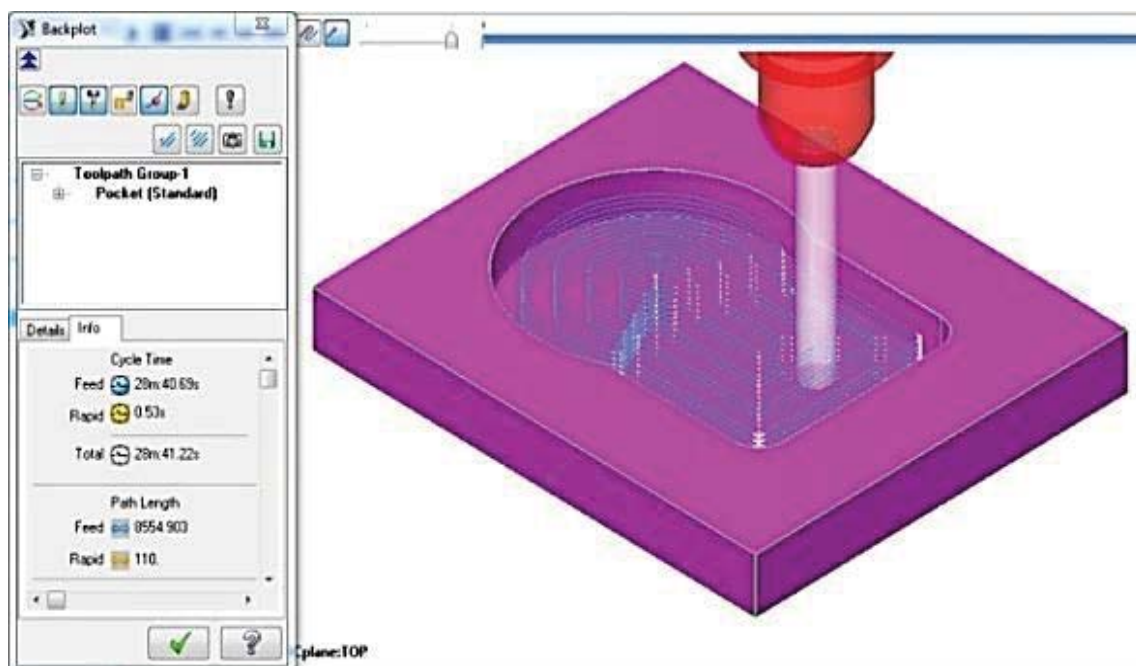 Backplot
Toolpath Group-1
Pocket (Standard)
Details Info
Cycle Time
Feed 28m:40.69s
Rapid 0.53s
Total 28m:41.22s
Path Length
Feed 8554.903
Rapid 110.
Cplane:TOP